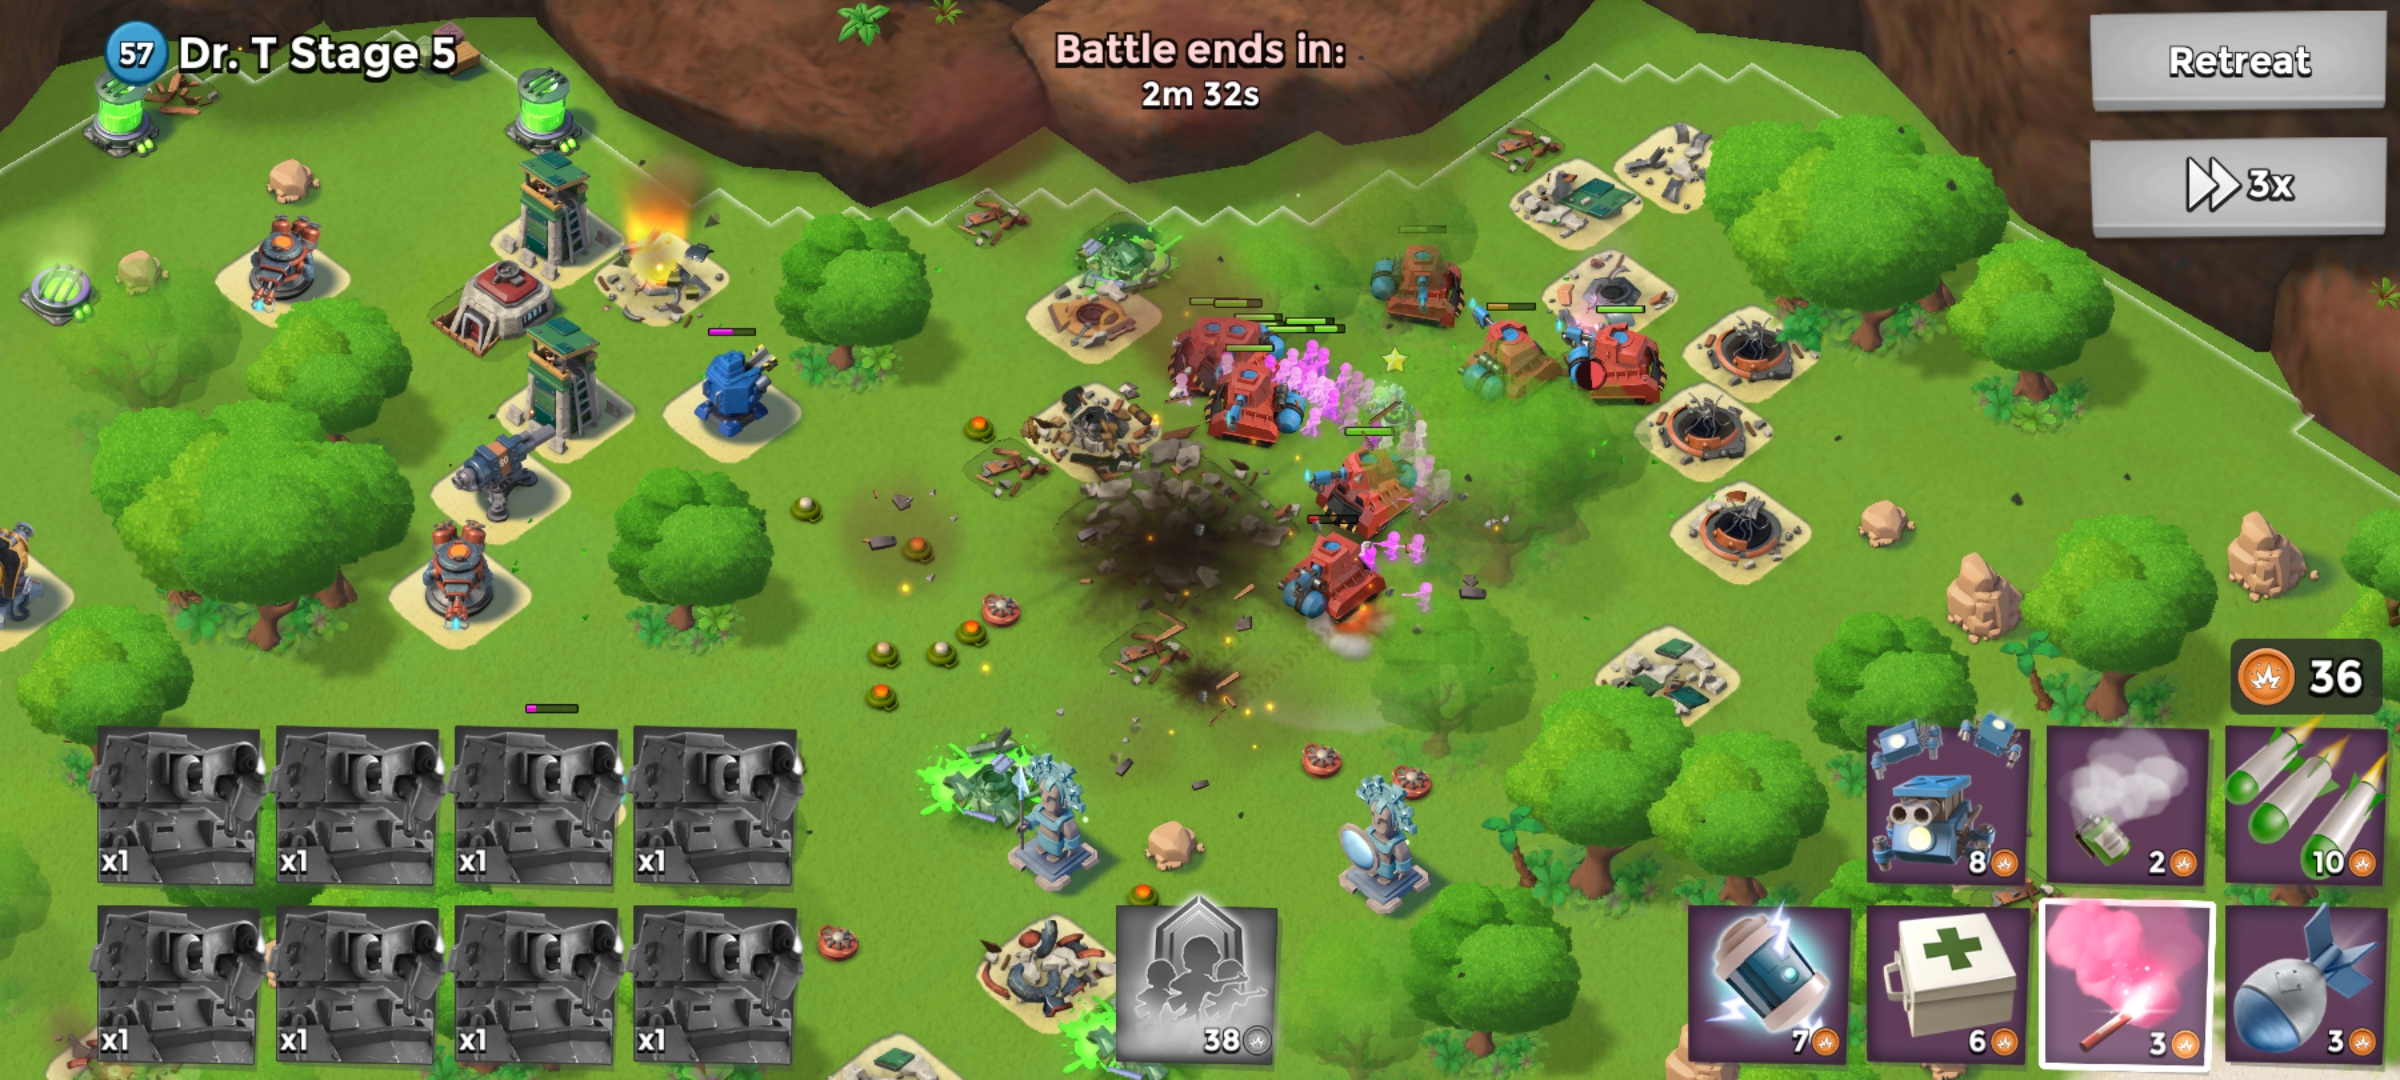 57 Dr. T Stage 5
Battle ends in:
2m 32s
Retreat
3x
36
8
2
10
x1
x1
x1
x1
x1
x1
x1
x1
38
7
6
3
3